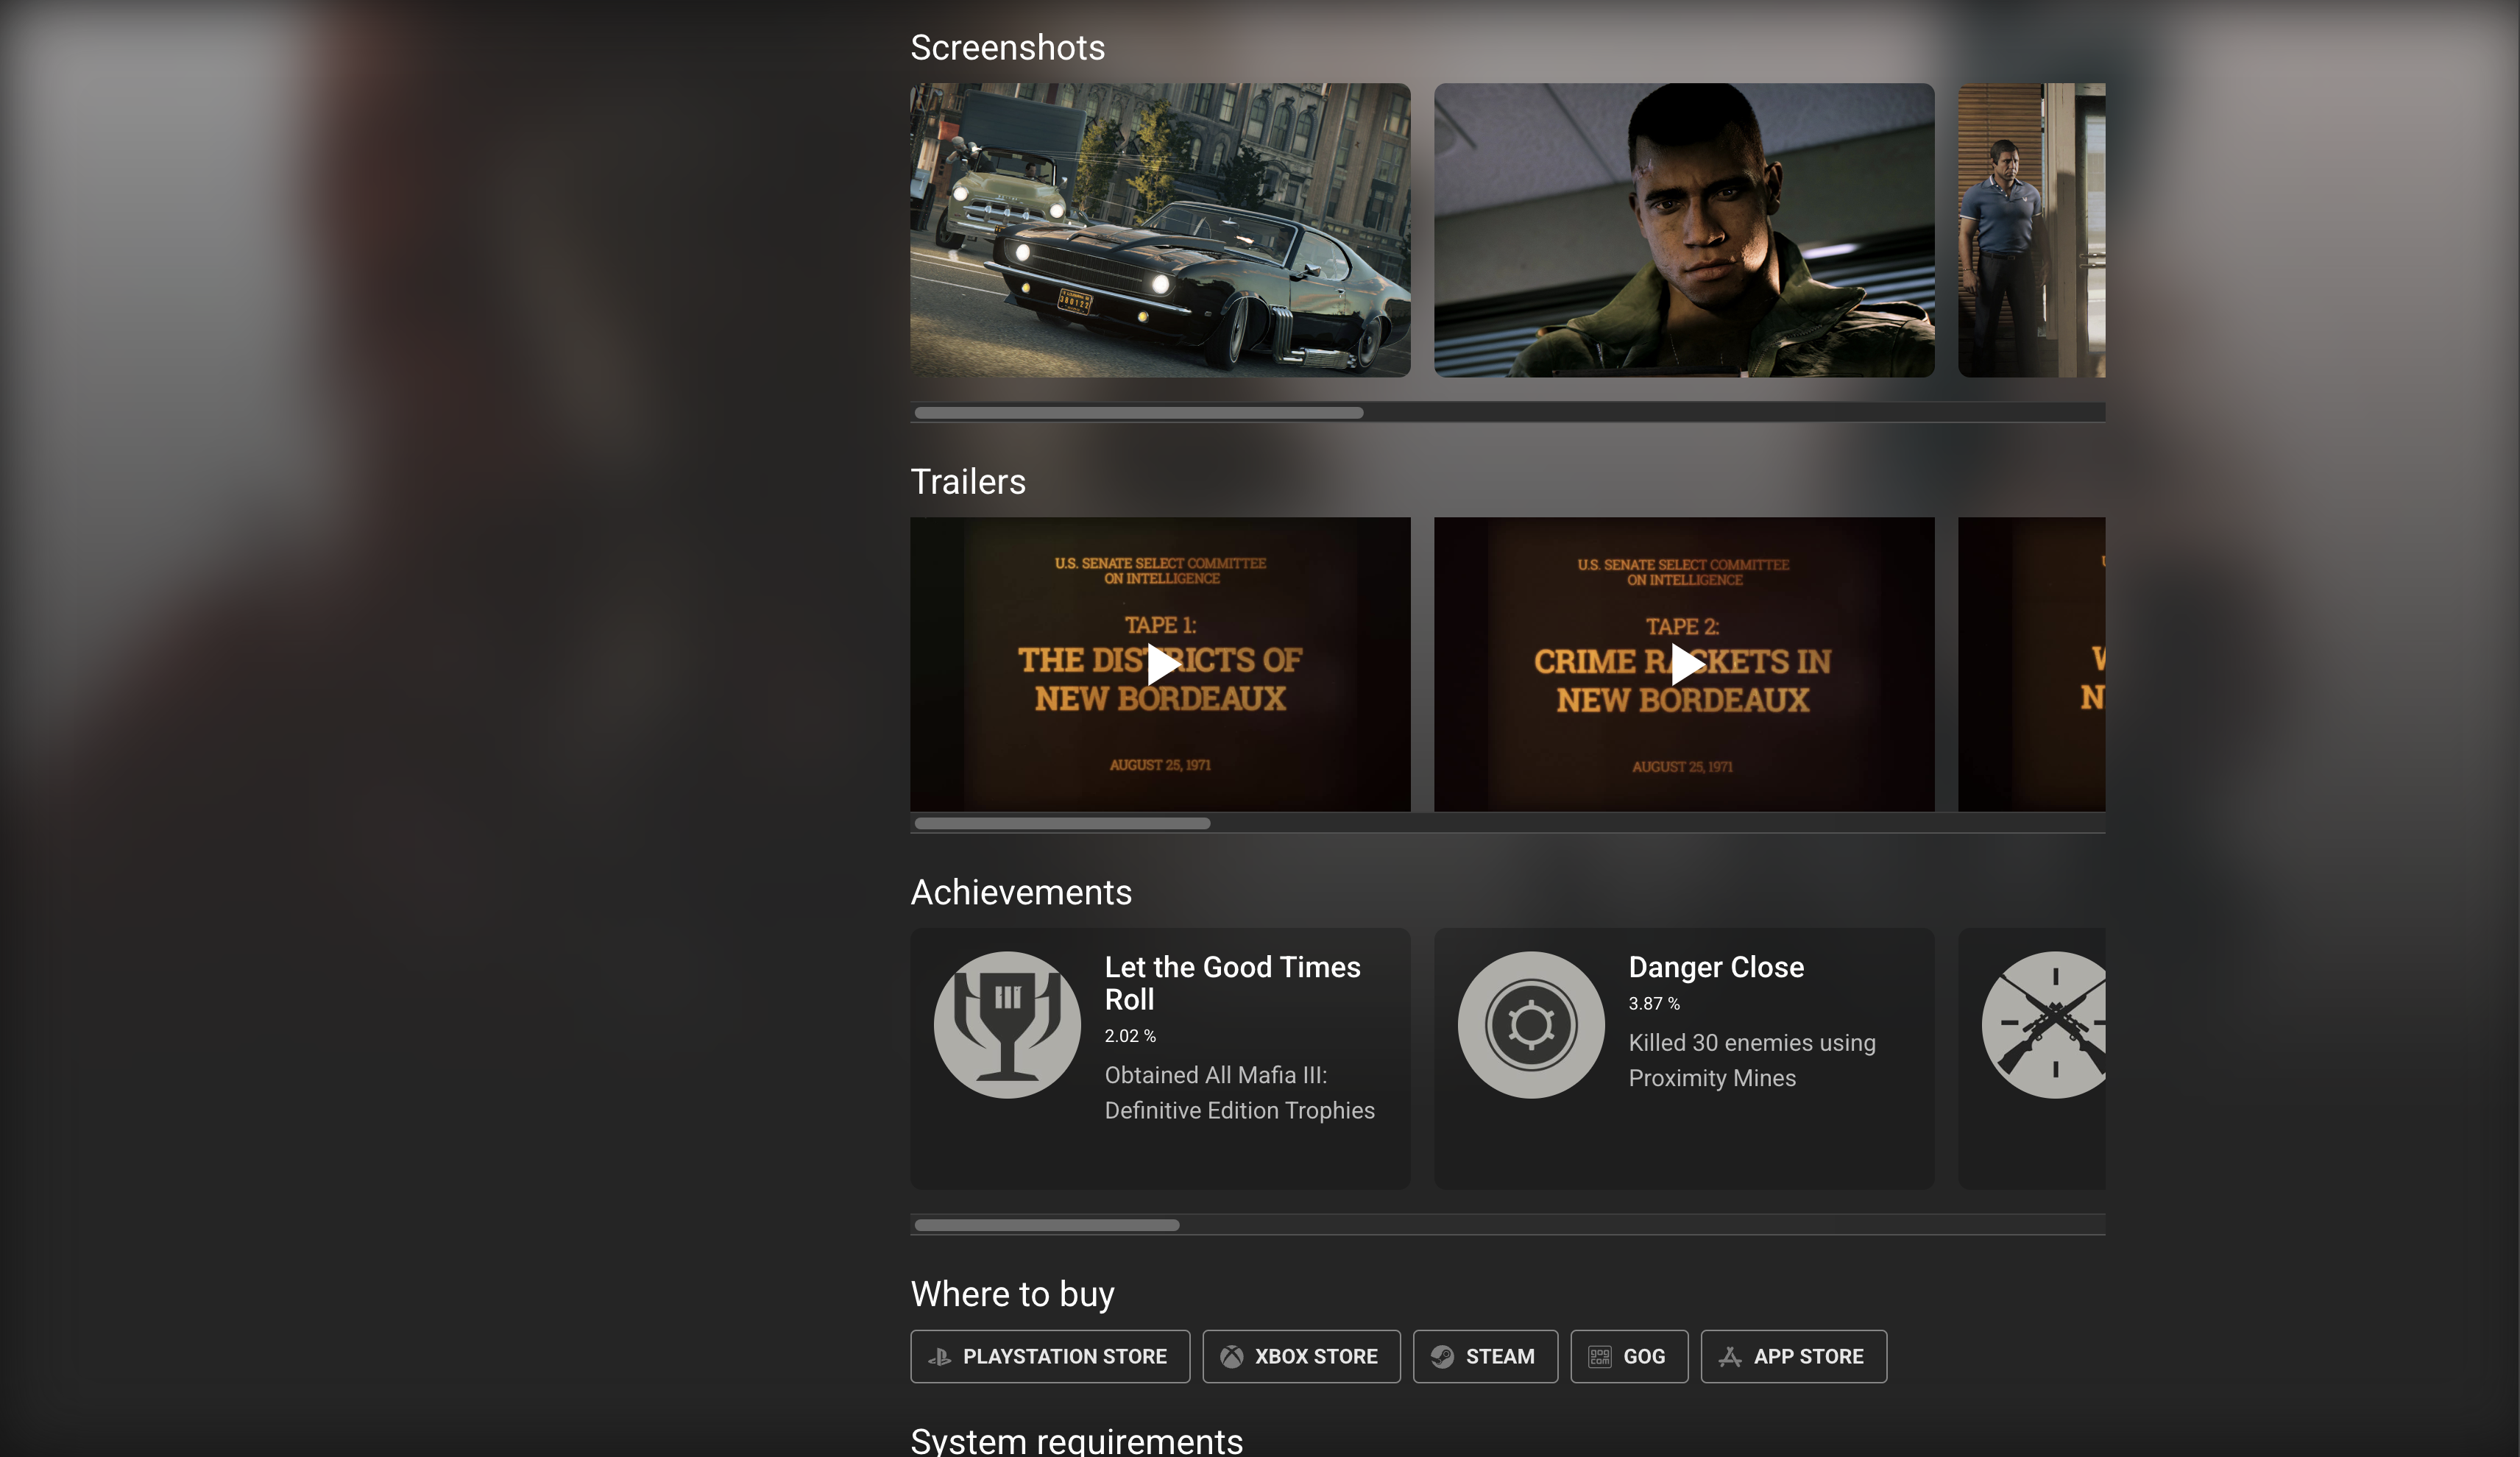 Screenshots
Trailers
U.S. SENATE SELECT COMMITTEE
ON INTELLIGENCE
TAPE 1:
THE DISTRICTS OF
NEW BORDEAUX
AUGUST 25, 1971
U.S. SENATE SELECT COMMITTEE
ON INTELLIGENCE
TAPE 2:
CRIME RACKETS IN
NEW BORDEAUX
AUGUST 25, 1971
Achievements
Let the Good Times
Roll
2.02 %
Obtained All Mafia III:
Definitive Edition Trophies
Danger Close
3.87 %
Killed 30 enemies using
Proximity Mines
Where to buy
PLAYSTATION STORE
XBOX STORE
STEAM
gog
com
GOG
APP STORE
System requirements